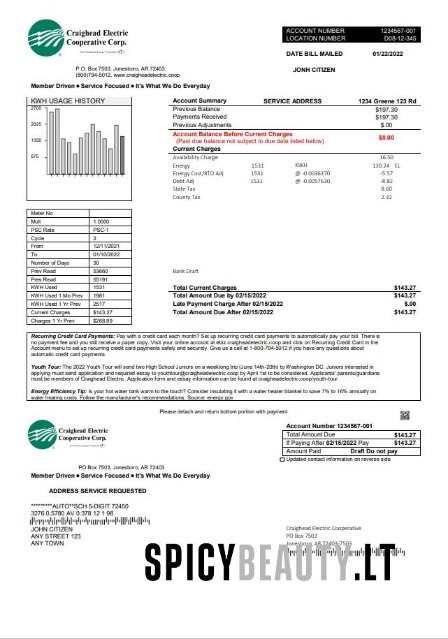 Craighead Electric
Cooperative Corp.
P.O. Box 7503, Jonesboro, AR 72403
(800)794-5012, www.craigheadelectric.coop
Member Driven • Service Focused • It's What We Do Everyday
ACCOUNT NUMBER 1234567-001
LOCATION NUMBER D08-12-345
DATE BILL MAILED 01/22/2022
JONH CITIZEN
KWH USAGE HISTORY
2700
2025
1350
675
Account Summary SERVICE ADDRESS 1234 Greene 123 Rd
Previous Balance $197.30
Payments Received $197.30
Previous Adjustments $.00
Account Balance Before Current Charges $0.00
(Past due balance not subject to due date listed below)
Current Charges
Availability Charge 16.50
Energy 1531 KWH 130.24 EL
Energy Cost/RTO Adj 1531 @ -0.0036370 -5.57
Debt Adj 1521 @ -0.0057630 -8.82
State Tax 8.60
County Tax 2.32
Meter No
Mult 1.0000
PSC Rate PSC-1
Cycle 3
From 12/11/2021
To 01/10/2022
Number of Days 30
Prev Read 53660
Pres Read 55191
KWH Used 1531
KWH Used 1 Mo Prev 1981
KWH Used 1 Yr Prev 2517
Current Charges $143.27
Charges 1 Yr Prev $208.89
Bank Draft
Total Current Charges $143.27
Total Amount Due by 02/15/2022 $143.27
Late Payment Charge After 02/15/2022 $.00
Total Amount Due After 02/15/2022 $143.27
Recurring Credit Card Payments: Pay with a credit card each month? Set up recurring credit card payments to automatically pay your bill. There is
no payment fee and you still receive a paper copy. Visit your online account at ebiz.craigheadelectric.coop and click on Recurring Credit Card in the
Account menu to set up recurring credit card payments safely and securely. Give us a call at 1-800-794-5012 if you have any questions about
automatic credit card payments.
Youth Tour: The 2022 Youth Tour will send two High School Juniors on a weeklong trip (June 14th-20th) to Washington DC. Juniors interested in
applying must send application and required essay to youthtour@craigheadelectric.coop by April 1st to be considered. Applicants' parents/guardians
must be members of Craighead Electric. Application form and essay information can be found at craigheadelectric.coop/youth-tour
Energy Efficiency Tip: Is your hot water tank warm to the touch? Consider insulating it with a water heater blanket to save 7% to 16% annually on
water heating costs. Follow the manufacturer's recommendations. Source: energy.gov
Please detach and return bottom portion with payment
Craighead Electric
Cooperative Corp.
PO Box 7503, Jonesboro, AR 72403
Member Driven • Service Focused • It's What We Do Everyday
Account Number 1234567-001
Total Amount Due $143.27
If Paying After 02/15/2022 Pay $143.27
Amount Paid Draft Do not pay
Updated contact information on reverse side
ADDRESS SERVICE REQUESTED
*********AUTO**SCH 5-DIGIT 72450
3276 0.5780 AV 0.378 12 1 98
JOHN CITIZEN
ANY STREET 123
ANY TOWN
Craighead Electric Cooperative
PO Box 7503
Jonesboro, AR 72403-7503
SPICYBEAUTY.LT